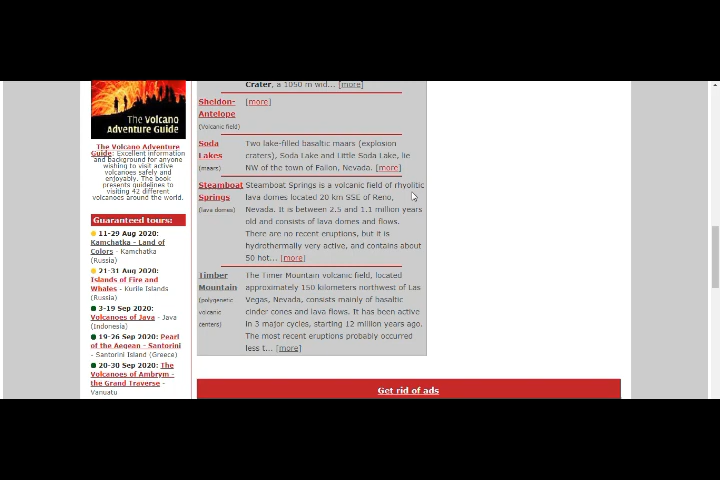 The Volcano
Adventure Guide
The Volcano Adventure
Guide: Excellent information
and background for anyone
wishing to visit active
volcanoes safely and
enjoyably. The book
presents guidelines to
visiting 42 different
volcanoes around the world.
Guaranteed tours:
11-29 Aug 2020:
Kamchatka - Land of
Colors - Kamchatka
(Russia)
21-31 Aug 2020:
Islands of Fire and
Whales - Kurile Islands
(Russia)
3-19 Sep 2020:
Volcanoes of Java - Java
(Indonesia)
19-26 Sep 2020: Pearl
of the Aegean - Santorini
- Santorini Island (Greece)
20-30 Sep 2020: The
Volcanoes of Ambrym -
the Grand Traverse -
Vanuatu
Crater, a 1050 m wid... [more]
Sheldon-
Antelope
(Volcanic field)
[more]
Soda
Lakes
(maars)
Two lake-filled basaltic maars (explosion
craters), Soda Lake and Little Soda Lake, lie
NW of the town of Fallon, Nevada. [more]
Steamboat
Springs
(lava domes)
Steamboat Springs is a volcanic field of rhyolitic
lava domes located 20 km SSE of Reno,
Nevada. It is between 2.5 and 1.1 million years
old and consists of lava domes and flows.
There are no recent eruptions, but it is
hydrothermally very active, and contains about
50 hot... [more]
Timber
Mountain
(polygenetic
volcanic
centers)
The Timer Mountain volcanic field, located
approximately 150 kilometers northwest of Las
Vegas, Nevada, consists mainly of basaltic
cinder cones and lava flows. It has been active
in 3 major cycles, starting 12 million years ago.
The most recent eruptions probably occurred
less t... [more]
Get rid of ads